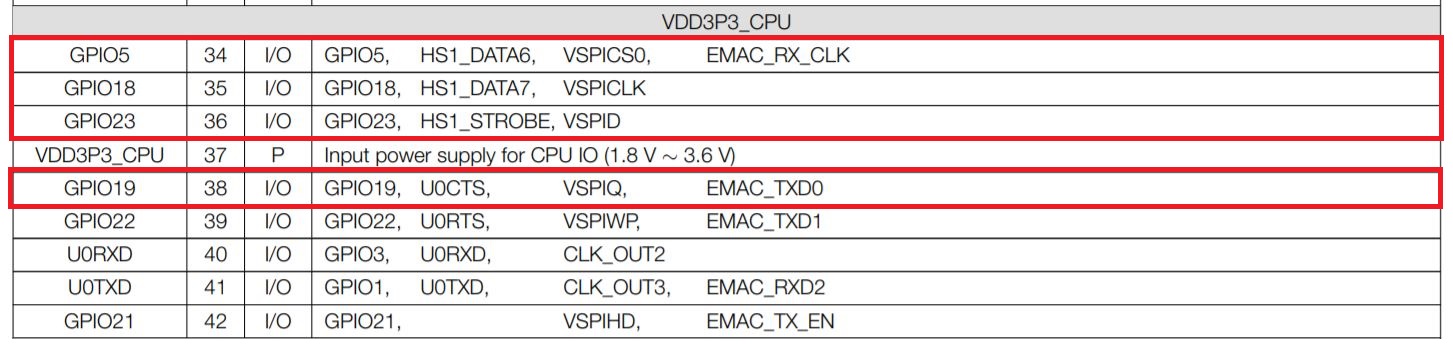 VDD3P3_CPU
GPIO5 34 I/O GPIO5, HS1_DATA6, VSPICS0, EMAC_RX_CLK
GPIO18 35 I/O GPIO18, HS1_DATA7, VSPICLK
GPIO23 36 I/O GPIO23, HS1_STROBE, VSPID
VDD3P3_CPU 37 P Input power supply for CPU IO (1.8 V ∼ 3.6 V)
GPIO19 38 I/O GPIO19, U0CTS, VSPIQ, EMAC_TXD0
GPIO22 39 I/O GPIO22, U0RTS, VSPIWP, EMAC_TXD1
U0RXD 40 I/O GPIO3, U0RXD, CLK_OUT2
U0TXD 41 I/O GPIO1, U0TXD, CLK_OUT3, EMAC_RXD2
GPIO21 42 I/O GPIO21, VSPIHD, EMAC_TX_EN